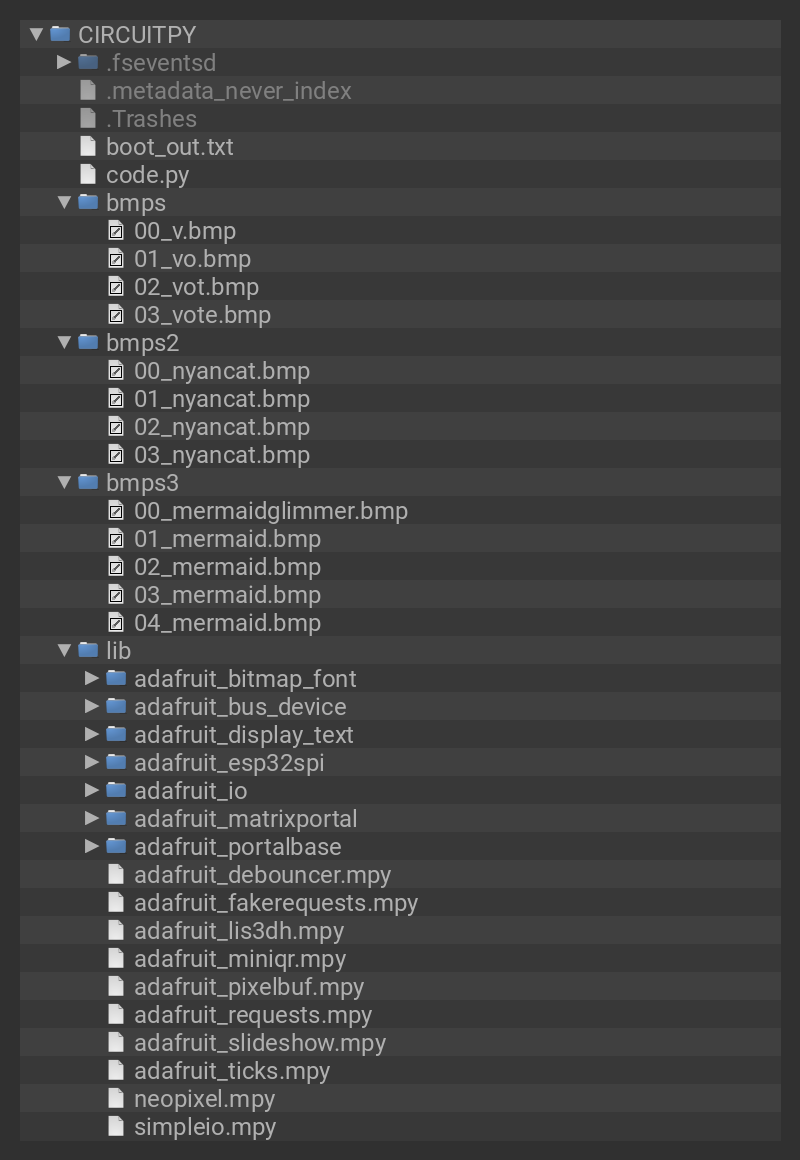 CIRCUITPY
.fseventsd
.metadata_never_index
.Trashes
boot_out.txt
code.py
bmps
00_v.bmp
01_vo.bmp
02_vot.bmp
03_vote.bmp
bmps2
00_nyancat.bmp
01_nyancat.bmp
02_nyancat.bmp
03_nyancat.bmp
bmps3
00_mermaidglimmer.bmp
01_mermaid.bmp
02_mermaid.bmp
03_mermaid.bmp
04_mermaid.bmp
lib
adafruit_bitmap_font
adafruit_bus_device
adafruit_display_text
adafruit_esp32spi
adafruit_io
adafruit_matrixportal
adafruit_portalbase
adafruit_debouncer.mpy
adafruit_fakerequests.mpy
adafruit_lis3dh.mpy
adafruit_miniqr.mpy
adafruit_pixelbuf.mpy
adafruit_requests.mpy
adafruit_slideshow.mpy
adafruit_ticks.mpy
neopixel.mpy
simpleio.mpy